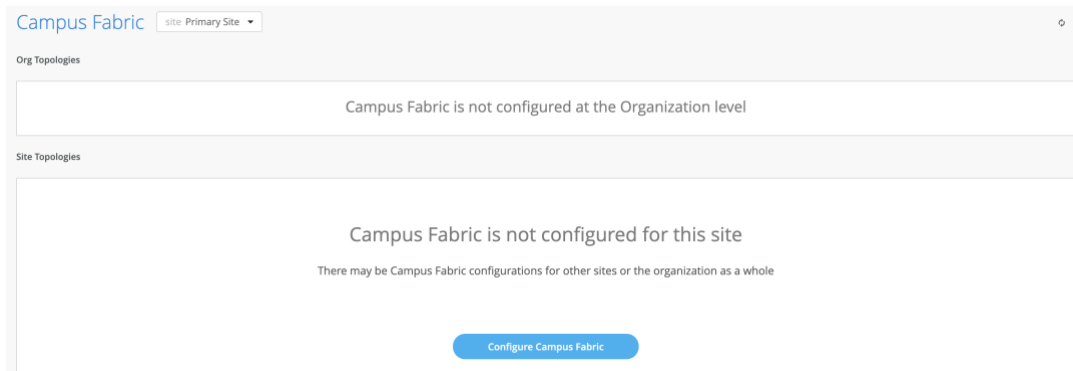 Campus Fabric site Primary Site
Org Topologies
Campus Fabric is not configured at the Organization level
Site Topologies
Campus Fabric is not configured for this site
There may be Campus Fabric configurations for other sites or the organization as a whole
Configure Campus Fabric